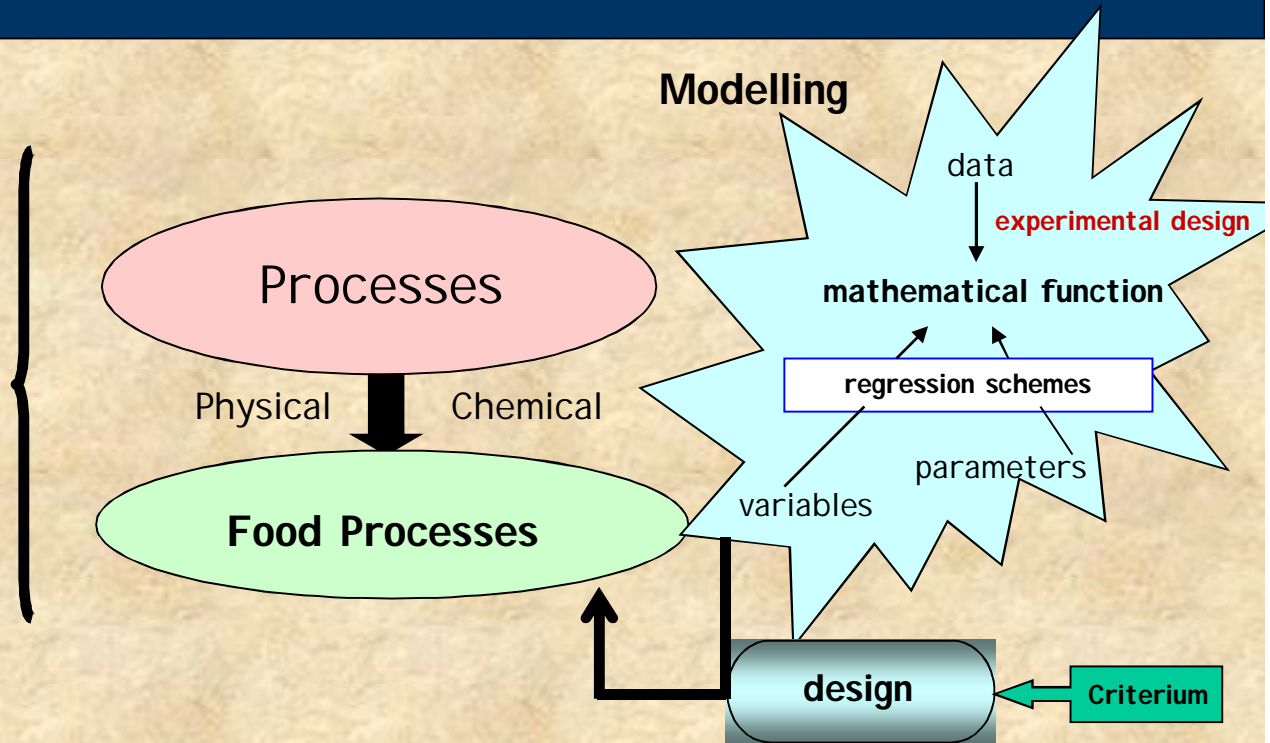 Modelling
data
experimental design
Processes
mathematical function
regression schemes
Physical Chemical
parameters
variables
Food Processes
design
Criterium